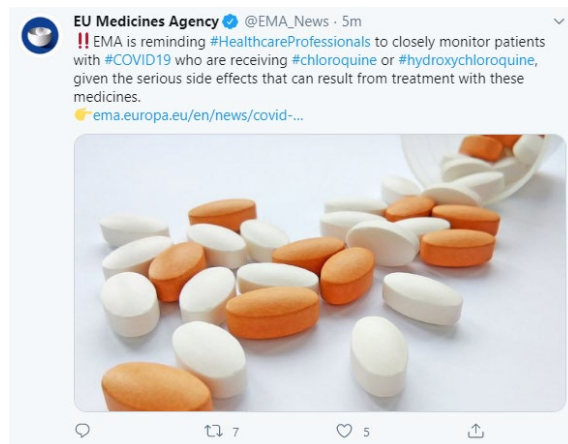 EU Medicines Agency @EMA_News · 5m
‼️EMA is reminding #HealthcareProfessionals to closely monitor patients
with #COVID19 who are receiving #chloroquine or #hydroxychloroquine,
given the serious side effects that can result from treatment with these
medicines.
👉ema.europa.eu/en/news/covid-...
7 5